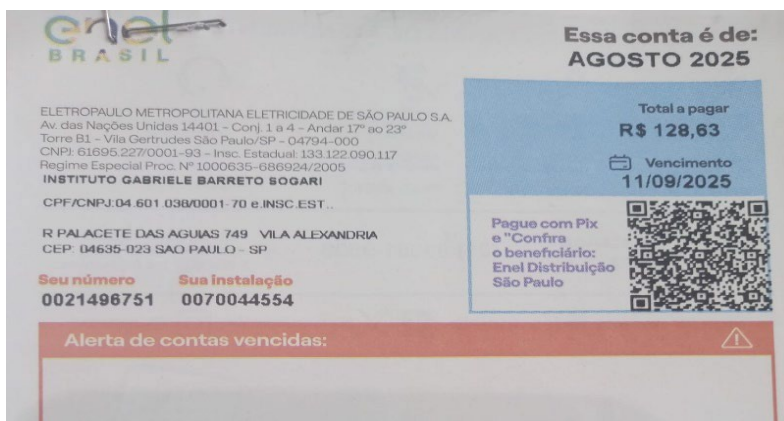 enel
BRASIL
Essa conta é de:
AGOSTO 2025
ELETROPAULO METROPOLITANA ELETRICIDADE DE SÃO PAULO S.A.
Av. das Nações Unidas 14401 - Conj. 1 a 4 - Andar 17º ao 23º
Torre B1 - Vila Gertrudes São Paulo/SP - 04794-000
CNPJ: 61695.227/0001-93 - Insc. Estadual: 133.122.090.117
Regime Especial Proc. Nº 1000635-686924/2005
INSTITUTO GABRIELE BARRETO SOGARI
CPF/CNPJ:04.601.038/0001-70 e.INSC.EST..
R PALACETE DAS AGUIAS 749 VILA ALEXANDRIA
CEP: 04635-023 SAO PAULO - SP
Seu número
0021496751
Sua instalação
0070044554
Total a pagar
R$ 128,63
Vencimento
11/09/2025
Pague com Pix
e "Confira
o beneficiário:
Enel Distribuição
São Paulo
Alerta de contas vencidas: